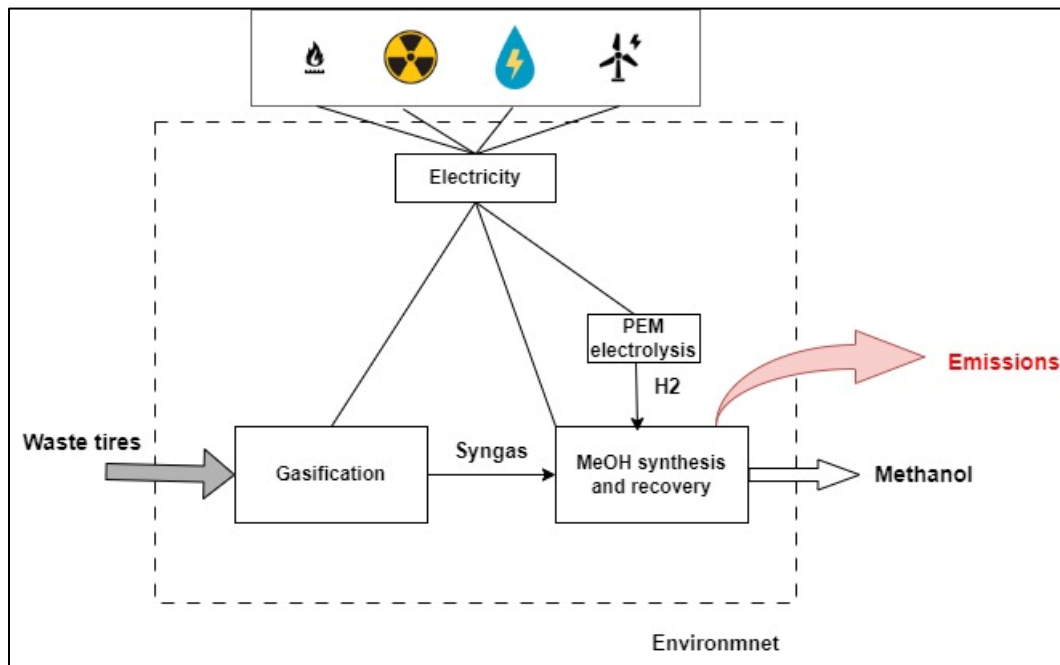 Electricity
PEM
electrolysis
H2
Emissions
Waste tires
Gasification
Syngas
MeOH synthesis
and recovery
Methanol
Environmnet